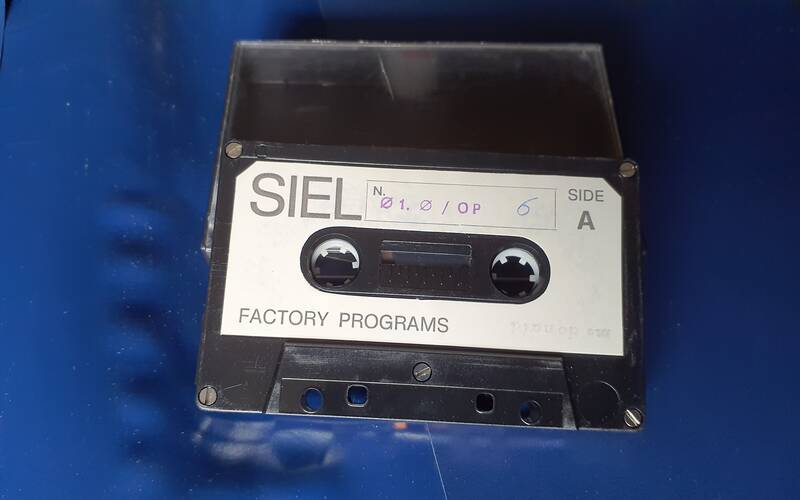 SIEL
N.
Ø1. Ø / OP 6
SIDE
A
FACTORY PROGRAMS